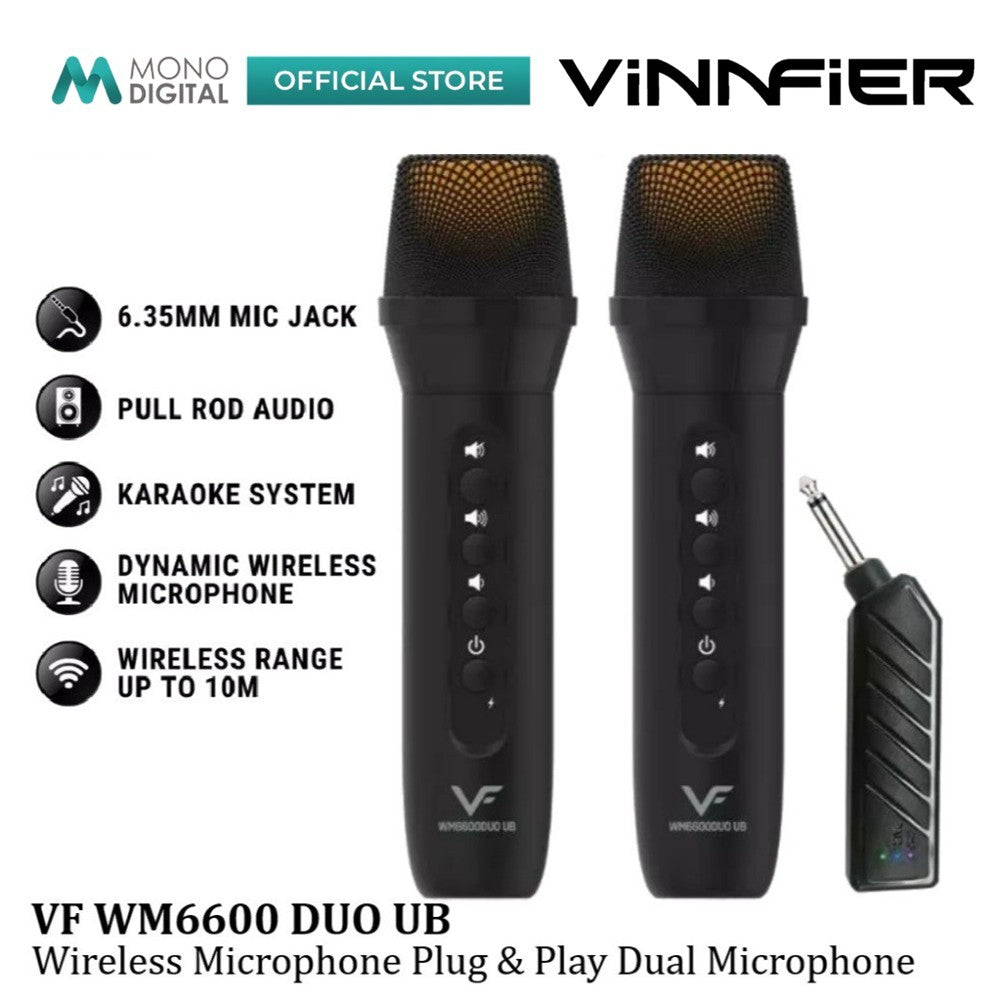 MONO
DIGITAL
OFFICIAL STORE
ViNNFiER
6.35MM MIC JACK
PULL ROD AUDIO
KARAOKE SYSTEM
DYNAMIC WIRELESS
MICROPHONE
WIRELESS RANGE
UP TO 10M
VF
WM6600DUO UB
VF
WM6600DUO UB
VF WM6600 DUO UB
Wireless Microphone Plug & Play Dual Microphone